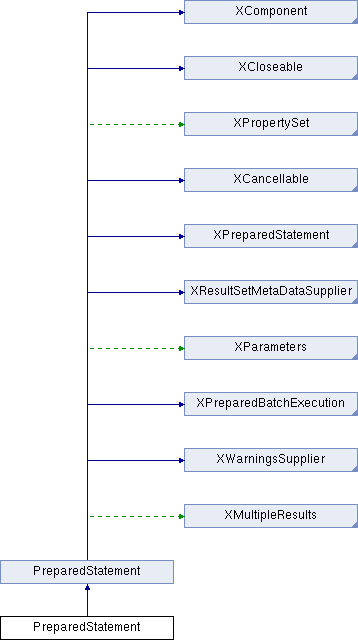 XComponent
XCloseable
XPropertySet
XCancellable
XPreparedStatement
XResultSetMetaDataSupplier
XParameters
XPreparedBatchExecution
XWarningsSupplier
XMultipleResults
PreparedStatement
PreparedStatement